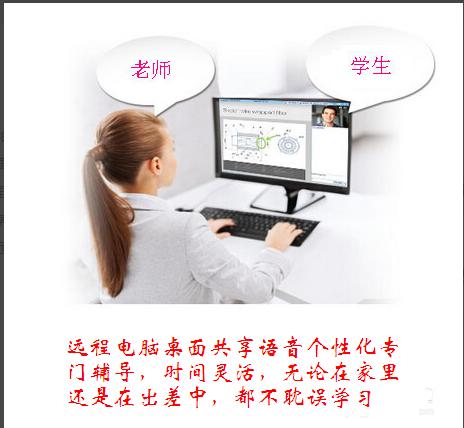 老师
学生
远程电脑桌面共享语音个性化专
门辅导，时间灵活，无论在家里
还是在出差中，都不耽误学习